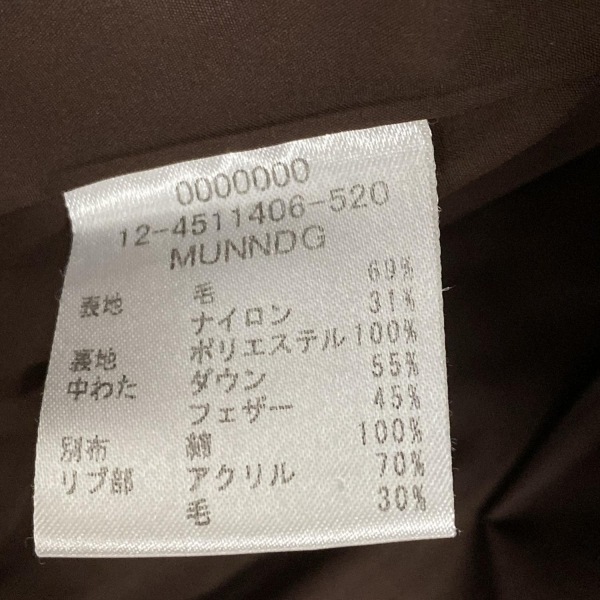 0000000
12-4511406-520
MUNNDG
表地 毛 69%
ナイロン 31%
裏地 ポリエステル 100%
中わた ダウン 55%
フェザー 45%
別布 綿 100%
リブ部 アクリル 70%
毛 30%